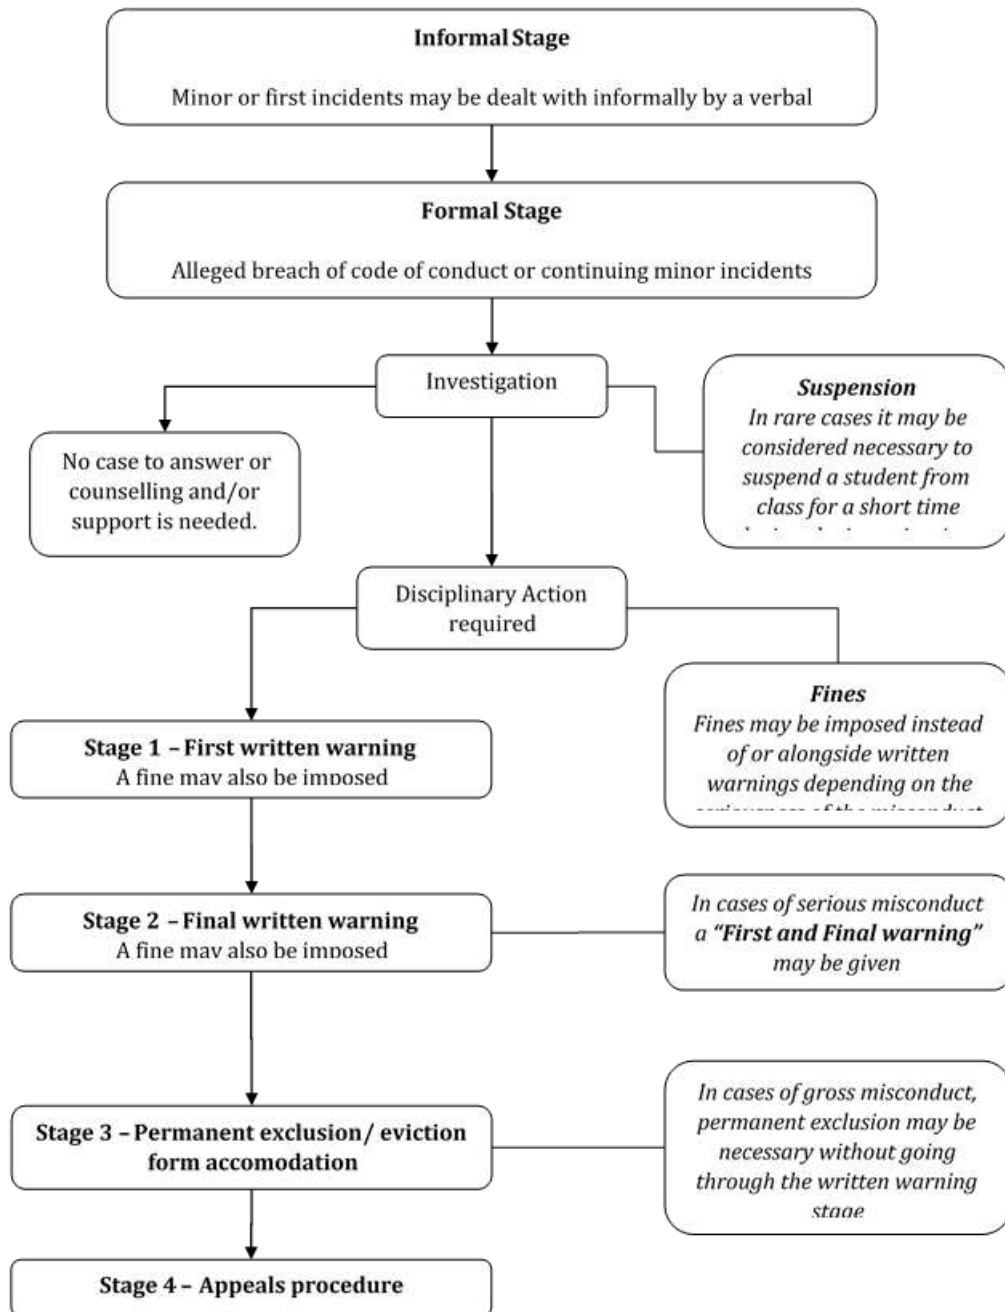 Informal Stage
Minor or first incidents may be dealt with informally by a verbal
Formal Stage
Alleged breach of code of conduct or continuing minor incidents
Investigation
Suspension
In rare cases it may be
considered necessary to
suspend a student from
class for a short time
No case to answer or
counselling and/or
support is needed.
Disciplinary Action
required
Fines
Fines may be imposed instead
of or alongside written
warnings depending on the
seriousness of the misconduct
Stage 1 – First written warning
A fine may also be imposed
Stage 2 – Final written warning
A fine may also be imposed
In cases of serious misconduct
a “First and Final warning”
may be given
Stage 3 – Permanent exclusion/ eviction
form accomodation
In cases of gross misconduct,
permanent exclusion may be
necessary without going
through the written warning
stage
Stage 4 – Appeals procedure